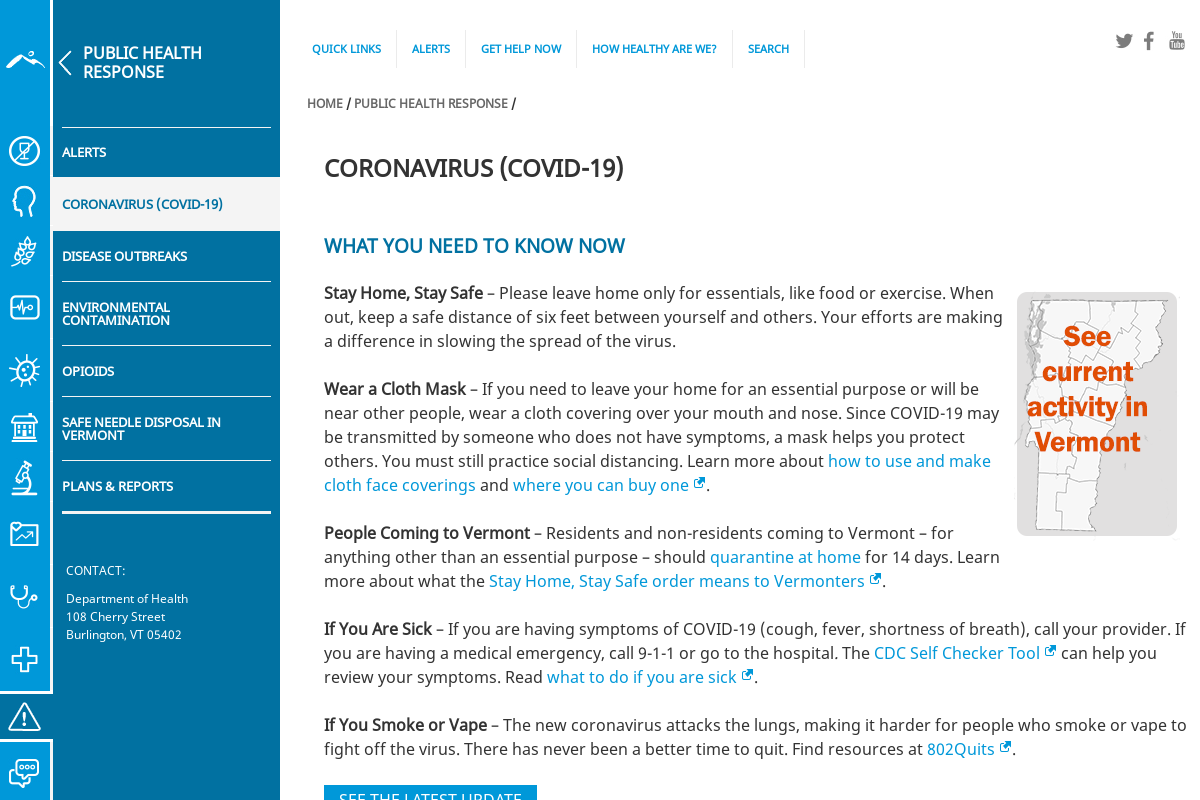 PUBLIC HEALTH
RESPONSE
ALERTS
CORONAVIRUS (COVID-19)
DISEASE OUTBREAKS
ENVIRONMENTAL
CONTAMINATION
OPIOIDS
SAFE NEEDLE DISPOSAL IN
VERMONT
PLANS & REPORTS
CONTACT:
Department of Health
108 Cherry Street
Burlington, VT 05402
QUICK LINKS
ALERTS
GET HELP NOW
HOW HEALTHY ARE WE?
SEARCH
You
Tube
HOME / PUBLIC HEALTH RESPONSE /
CORONAVIRUS (COVID-19)
WHAT YOU NEED TO KNOW NOW
Stay Home, Stay Safe – Please leave home only for essentials, like food or exercise. When
out, keep a safe distance of six feet between yourself and others. Your efforts are making
a difference in slowing the spread of the virus.
Wear a Cloth Mask – If you need to leave your home for an essential purpose or will be
near other people, wear a cloth covering over your mouth and nose. Since COVID-19 may
be transmitted by someone who does not have symptoms, a mask helps you protect
others. You must still practice social distancing. Learn more about how to use and make
cloth face coverings and where you can buy one.
See
current
activity in
Vermont
People Coming to Vermont – Residents and non-residents coming to Vermont – for
anything other than an essential purpose – should quarantine at home for 14 days. Learn
more about what the Stay Home, Stay Safe order means to Vermonters.
If You Are Sick – If you are having symptoms of COVID-19 (cough, fever, shortness of breath), call your provider. If
you are having a medical emergency, call 9-1-1 or go to the hospital. The CDC Self Checker Tool can help you
review your symptoms. Read what to do if you are sick.
If You Smoke or Vape – The new coronavirus attacks the lungs, making it harder for people who smoke or vape to
fight off the virus. There has never been a better time to quit. Find resources at 802Quits.
SEE THE LATEST UPDATE